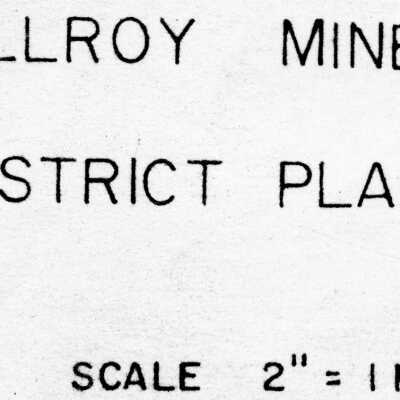 LLROY MINE
STRICT PLA
SCALE 2" = 1